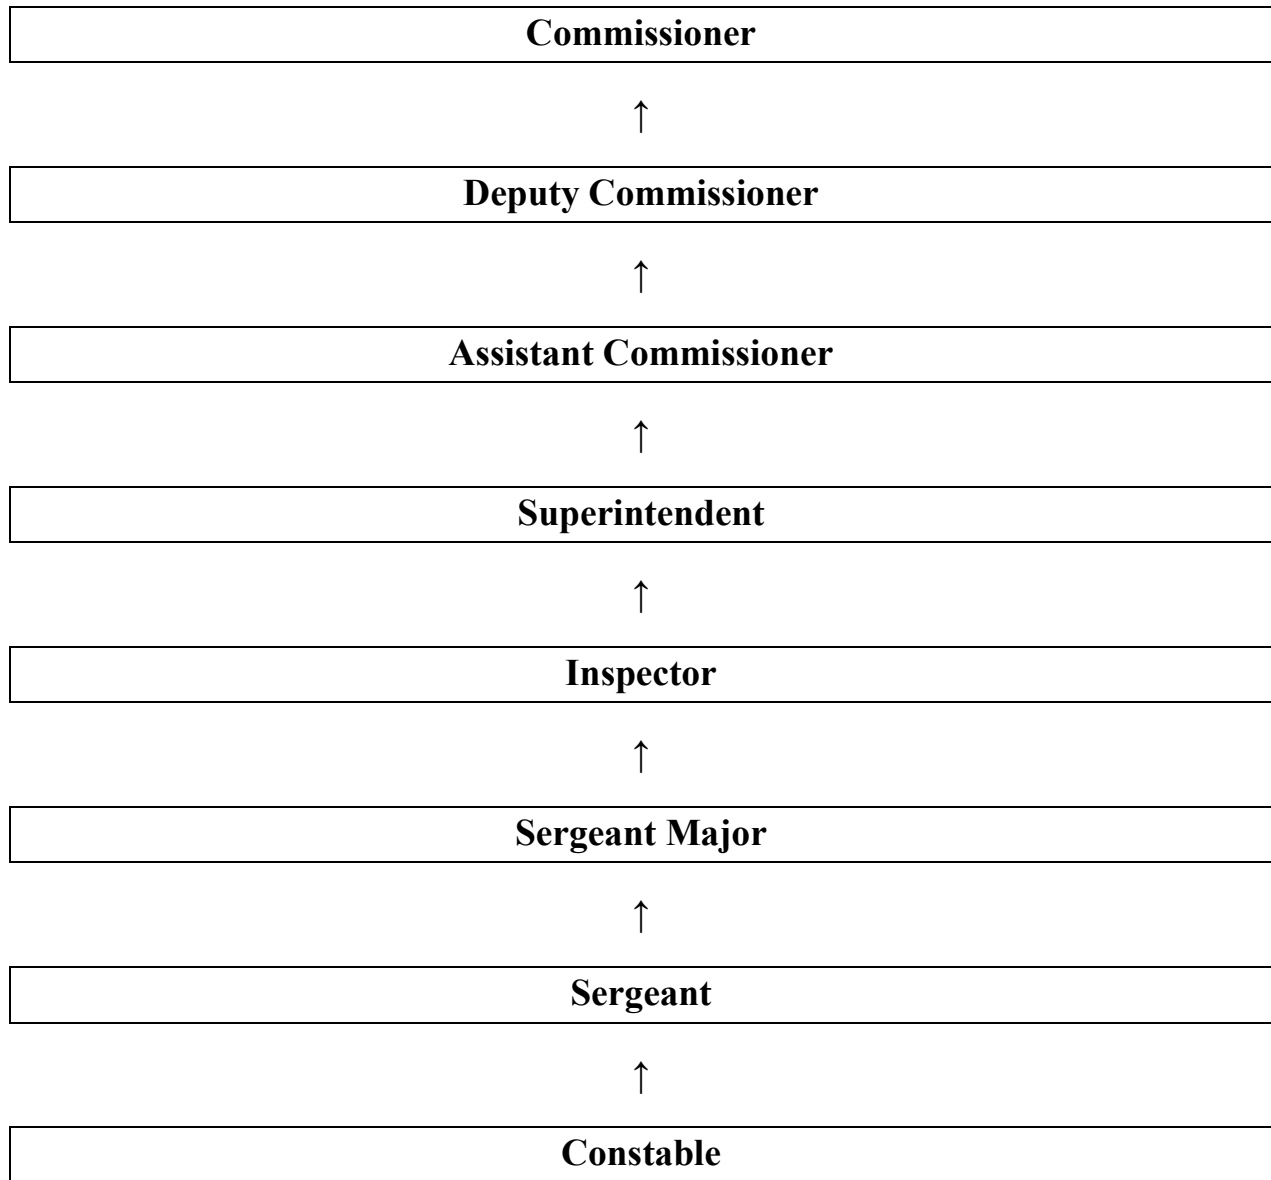 Commissioner
↑
Deputy Commissioner
↑
Assistant Commissioner
↑
Superintendent
↑
Inspector
↑
Sergeant Major
↑
Sergeant
↑
Constable